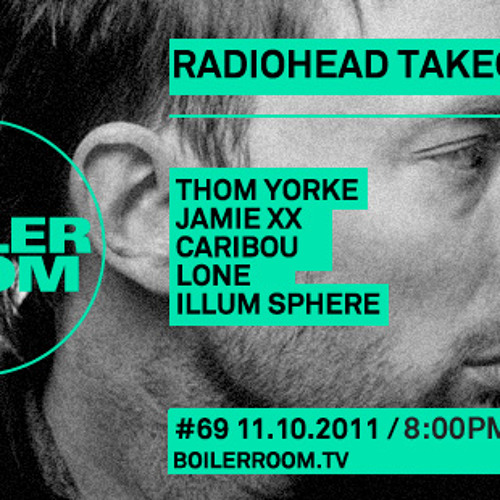 RADIOHEAD TAKEO
THOM YORKE
JAMIE XX
CARIBOU
LONE
ILLUM SPHERE
LER
OM
#69 11.10.2011 / 8:00PM
BOILERROOM.TV